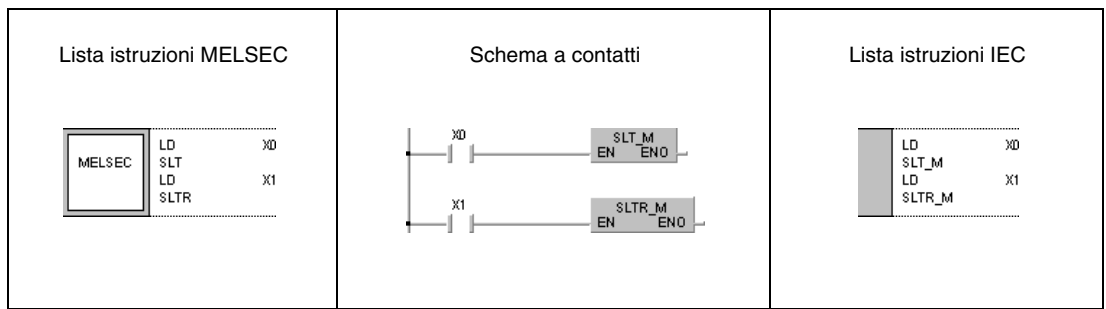 Lista istruzioni MELSEC
MELSEC
LD X0
SLT
LD X1
SLTR
Schema a contatti
X0
SLT_M
EN ENO
X1
SLTR_M
EN ENO
Lista istruzioni IEC
LD X0
SLT_M
LD X1
SLTR_M